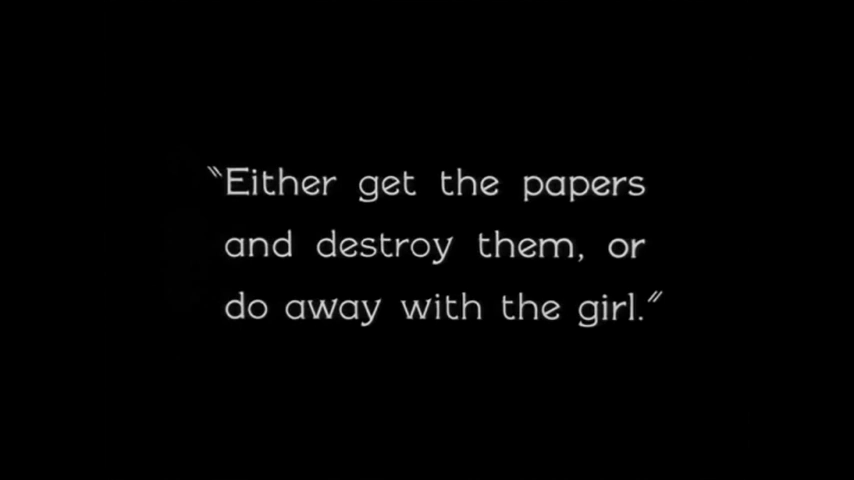 "Either get the papers
and destroy them, or
do away with the girl."